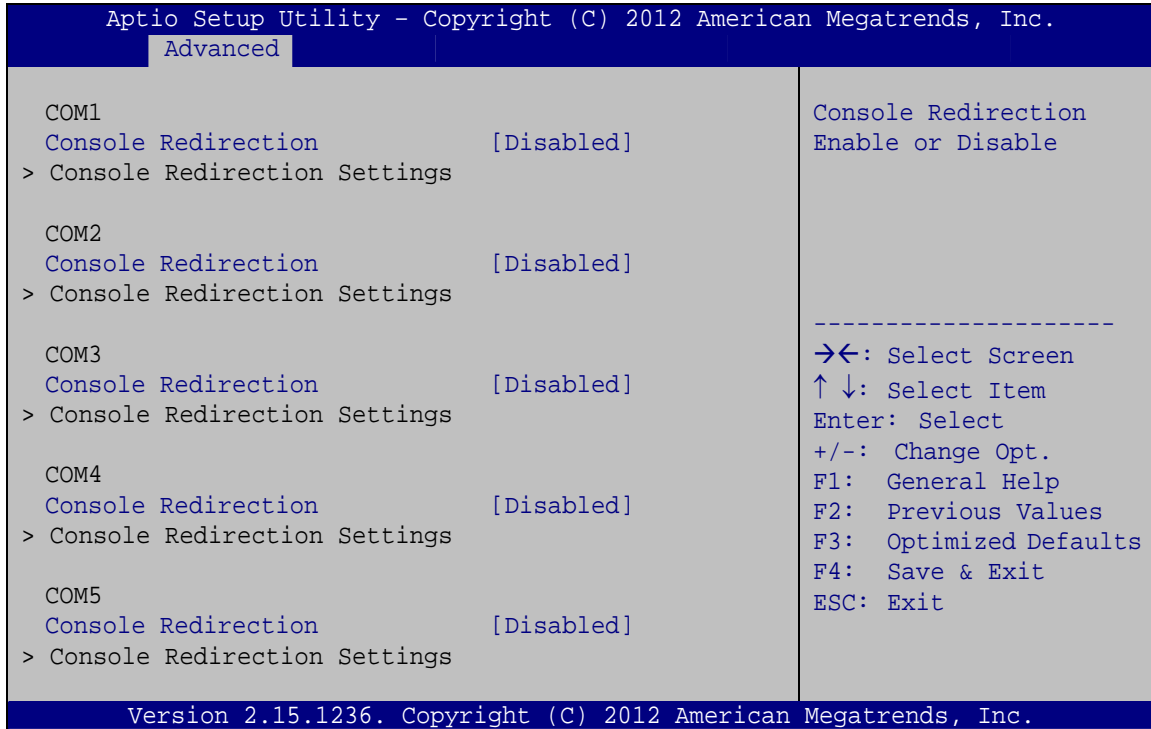 Aptio Setup Utility – Copyright (C) 2012 American Megatrends, Inc.
Advanced
COM1
Console Redirection [Disabled]
> Console Redirection Settings
COM2
Console Redirection [Disabled]
> Console Redirection Settings
COM3
Console Redirection [Disabled]
> Console Redirection Settings
COM4
Console Redirection [Disabled]
> Console Redirection Settings
COM5
Console Redirection [Disabled]
> Console Redirection Settings
Console Redirection
Enable or Disable
---------------------
→←: Select Screen
↑ ↓: Select Item
Enter: Select
+/-: Change Opt.
F1: General Help
F2: Previous Values
F3: Optimized Defaults
F4: Save & Exit
ESC: Exit
Version 2.15.1236. Copyright (C) 2012 American Megatrends, Inc.